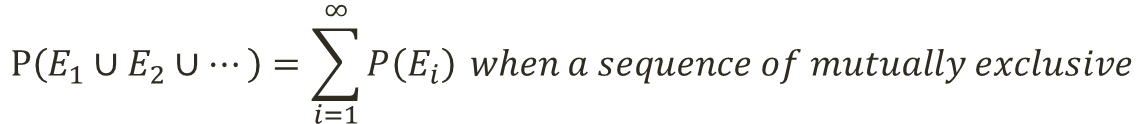 P(E₁ ∪ E₂ ∪ ⋯ ) = ∑_{i=1}^{∞} P(Eᵢ) when a sequence of mutually exclusive